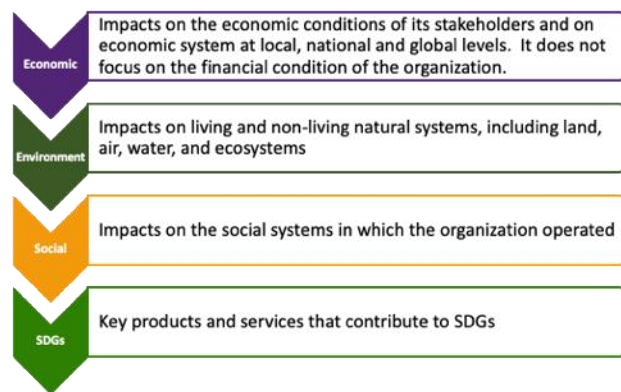 Economic
Impacts on the economic conditions of its stakeholders and on
economic system at local, national and global levels.  It does not
focus on the financial condition of the organization.
Environment
Impacts on living and non-living natural systems, including land,
air, water, and ecosystems
Social
Impacts on the social systems in which the organization operated
SDGs
Key products and services that contribute to SDGs